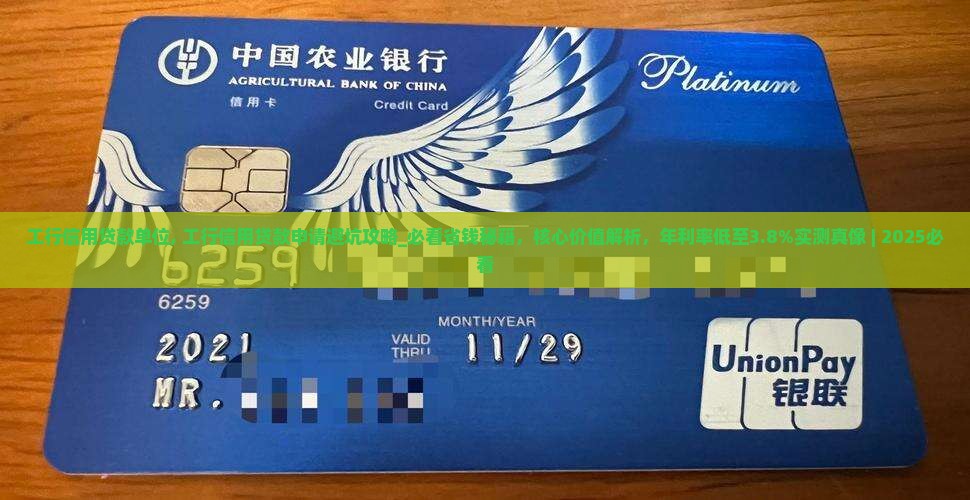 中国农业银行
AGRICULTURAL BANK OF CHINA
信用卡 Credit Card
Platinum
工行信用贷款单位, 工行信用贷款申请避坑攻略_必看省钱秘籍，核心价值解析，年利率低至3.8%实测真像 | 2025必
看
6259
6259
MONTH/YEAR
2021 VALID THRU 11/29
MR.
UnionPay
银联